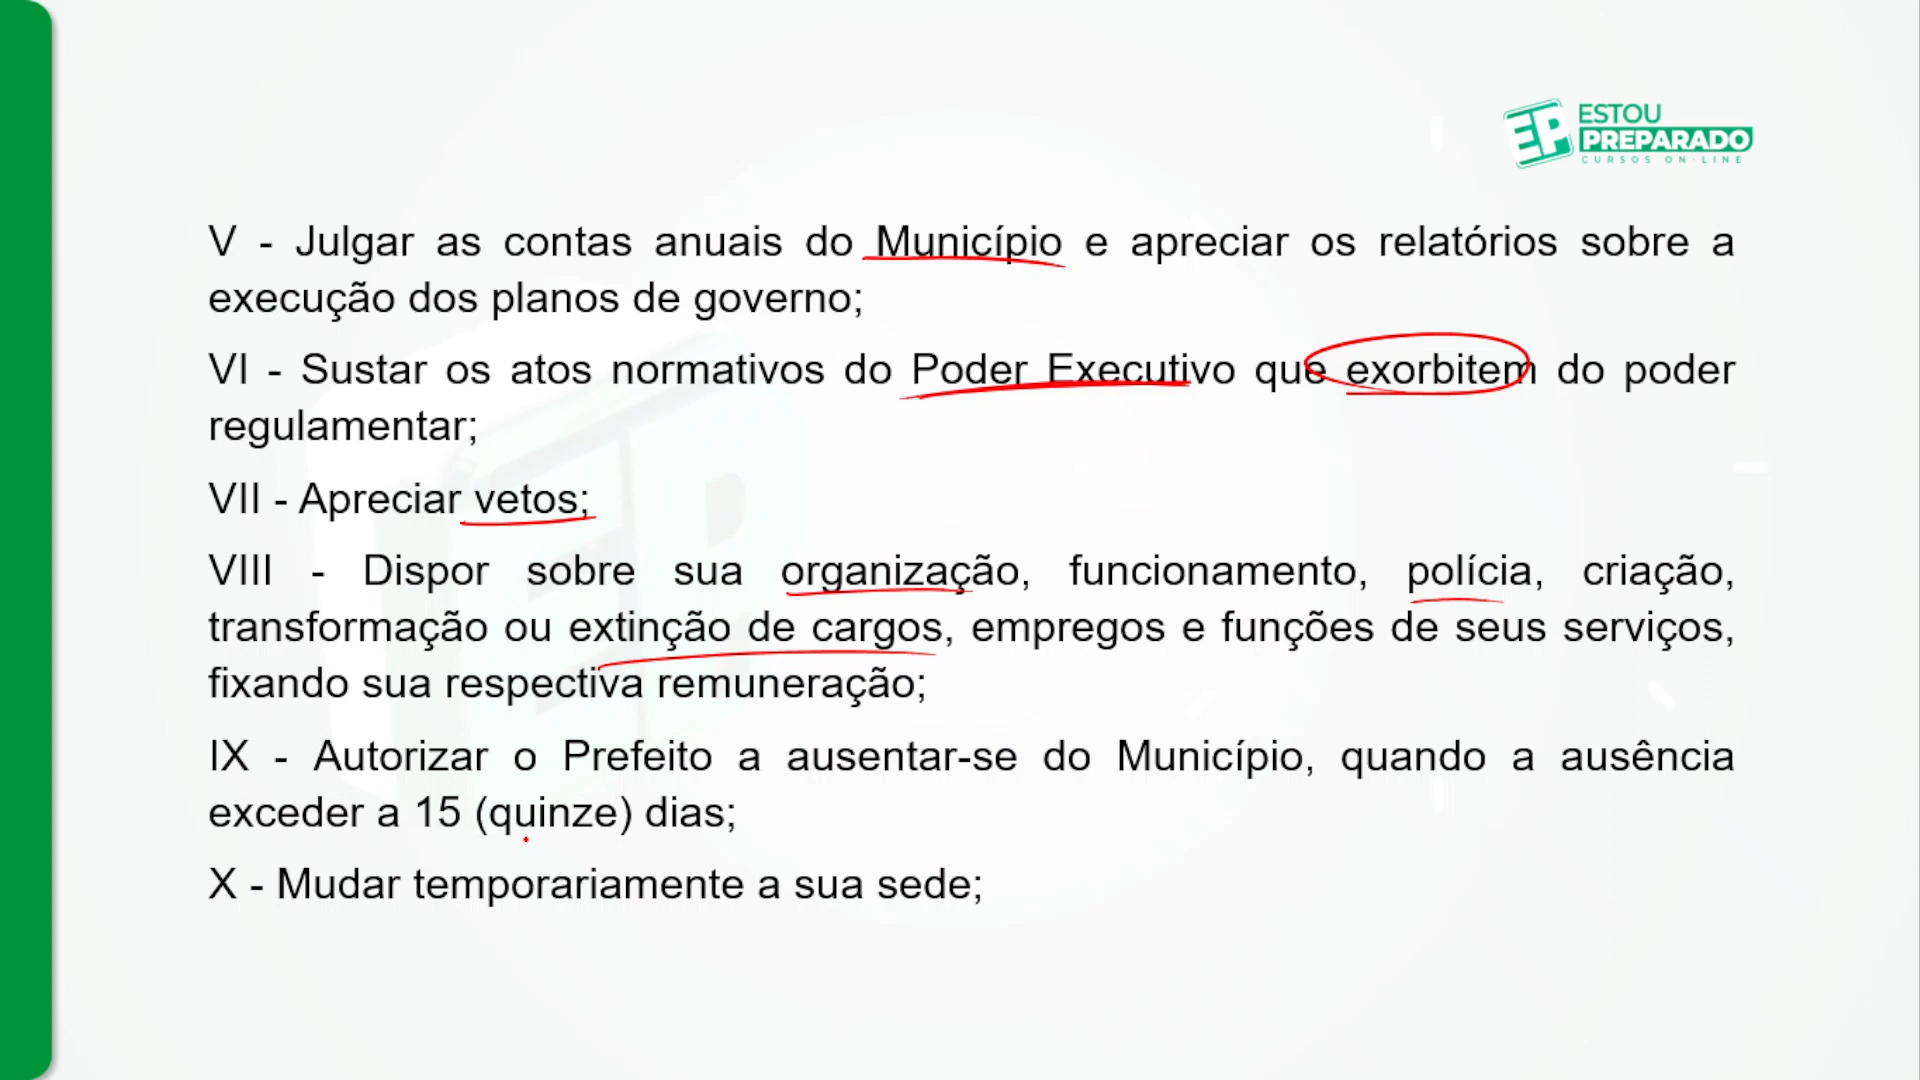 EP ESTOU
PREPARADO
CURSOS ON-LINE
V - Julgar as contas anuais do Município e apreciar os relatórios sobre a
execução dos planos de governo;
VI - Sustar os atos normativos do Poder Executivo que exorbitem do poder
regulamentar;
VII - Apreciar vetos;
VIII - Dispor sobre sua organização, funcionamento, polícia, criação,
transformação ou extinção de cargos, empregos e funções de seus serviços,
fixando sua respectiva remuneração;
IX - Autorizar o Prefeito a ausentar-se do Município, quando a ausência
exceder a 15 (quinze) dias;
X - Mudar temporariamente a sua sede;